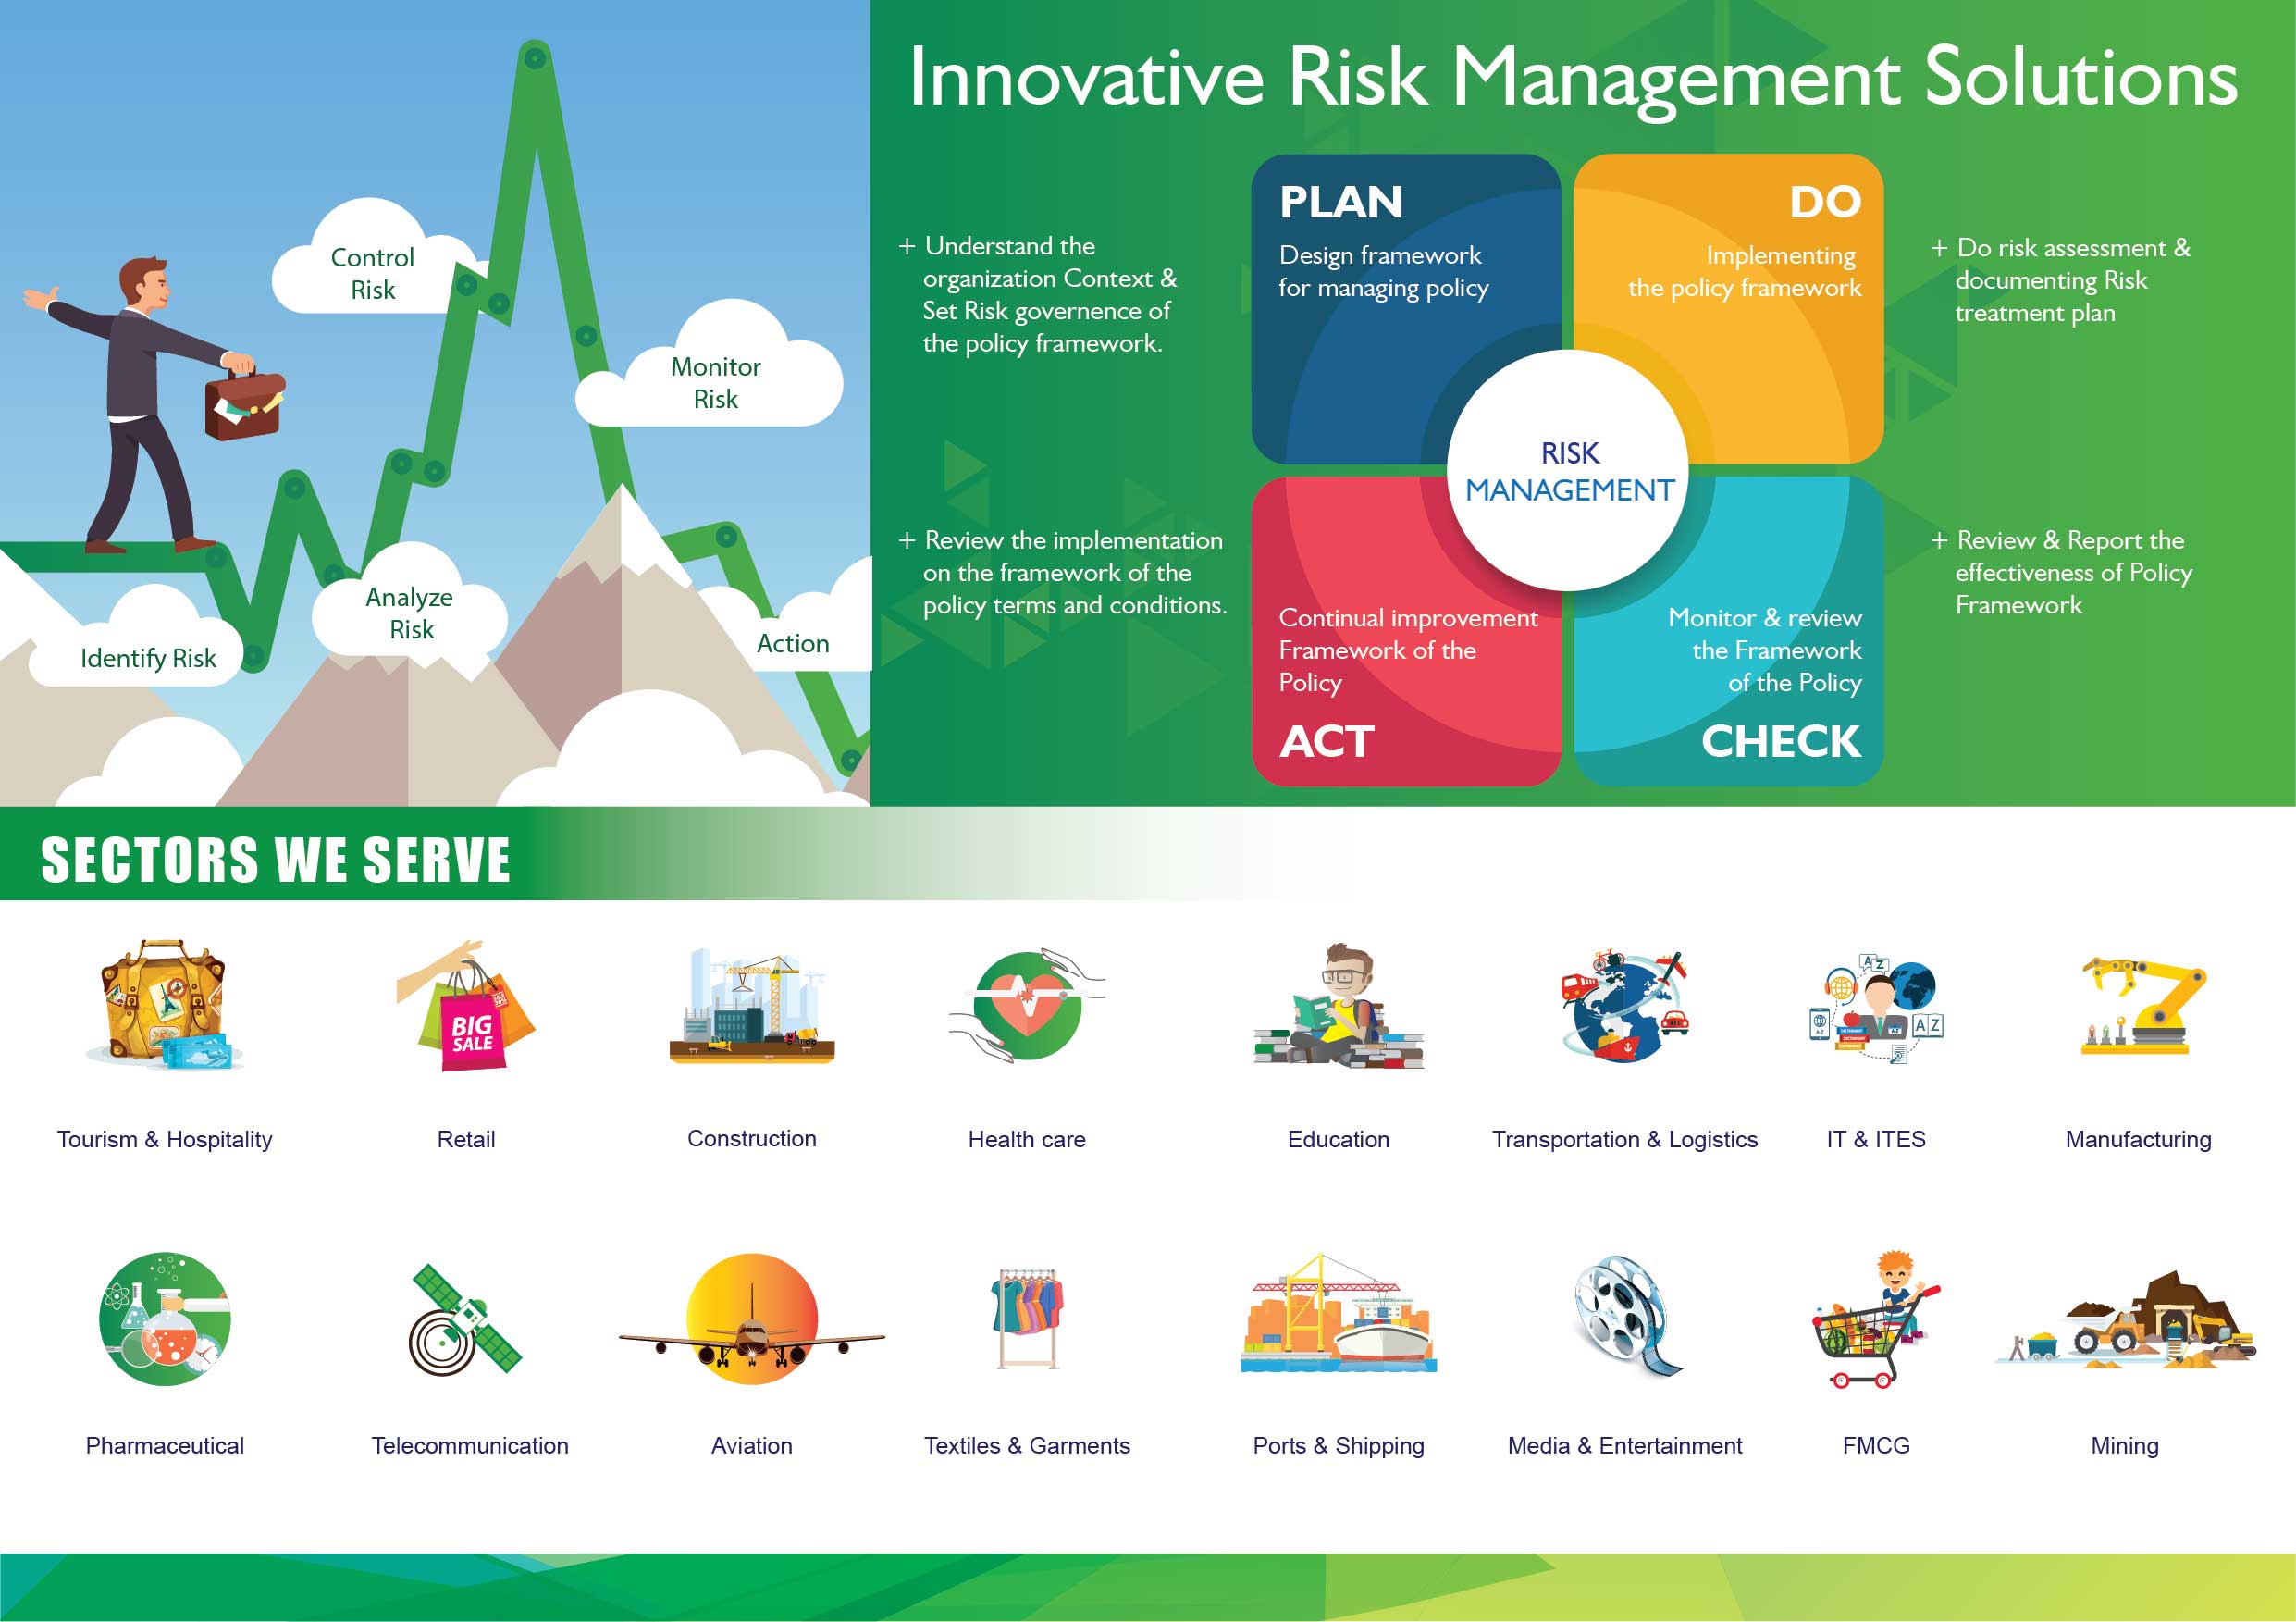 Innovative Risk Management Solutions
Control
Risk
Monitor
Risk
Analyze
Risk
Identify Risk
Action
+ Understand the
organization Context &
Set Risk governence of
the policy framework.
PLAN
Design framework
for managing policy
DO
Implementing
the policy framework
+ Do risk assessment &
documenting Risk
treatment plan
RISK
MANAGEMENT
+ Review the implementation
on the framework of the
policy terms and conditions.
Continual improvement
Framework of the
Policy
ACT
Monitor & review
the Framework
of the Policy
CHECK
+ Review & Report the
effectiveness of Policy
Framework
SECTORS WE SERVE
BIG
SALE
A Z
A Z
Tourism & Hospitality
Retail
Construction
Health care
Education
Transportation & Logistics
IT & ITES
Manufacturing
Pharmaceutical
Telecommunication
Aviation
Textiles & Garments
Ports & Shipping
Media & Entertainment
FMCG
Mining